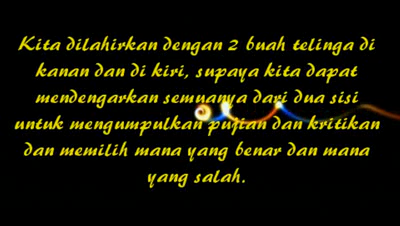 Kita dilahirkan dengan 2 buah telinga di
kanan dan di kiri, supaya kita dapat
mendengarkan semuanya dari dua sisi
untuk mengumpulkan pujian dan kritikan
dan memilih mana yang benar dan mana
yang salah.